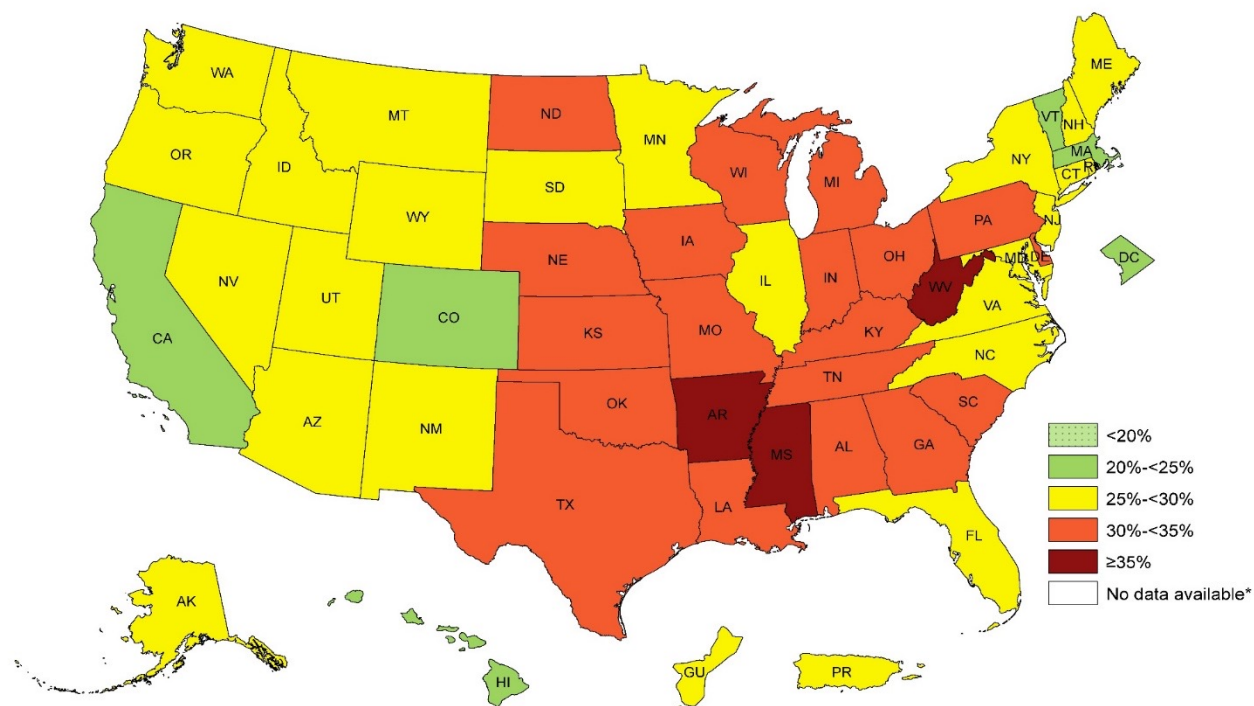 WA
MT
ND
MN
ME
VT
NH
OR
ID
SD
WI
MI
NY
MA
CT
R
WY
IA
PA
NJ
NE
IL
IN
OH
MD
DE
DC
NV
UT
CO
WV
VA
CA
KS
MO
KY
NC
TN
AZ
NM
OK
AR
SC
MS
AL
GA
TX
LA
FL
AK
HI
GU
PR
<20%
20%-<25%
25%-<30%
30%-<35%
≥35%
No data available*